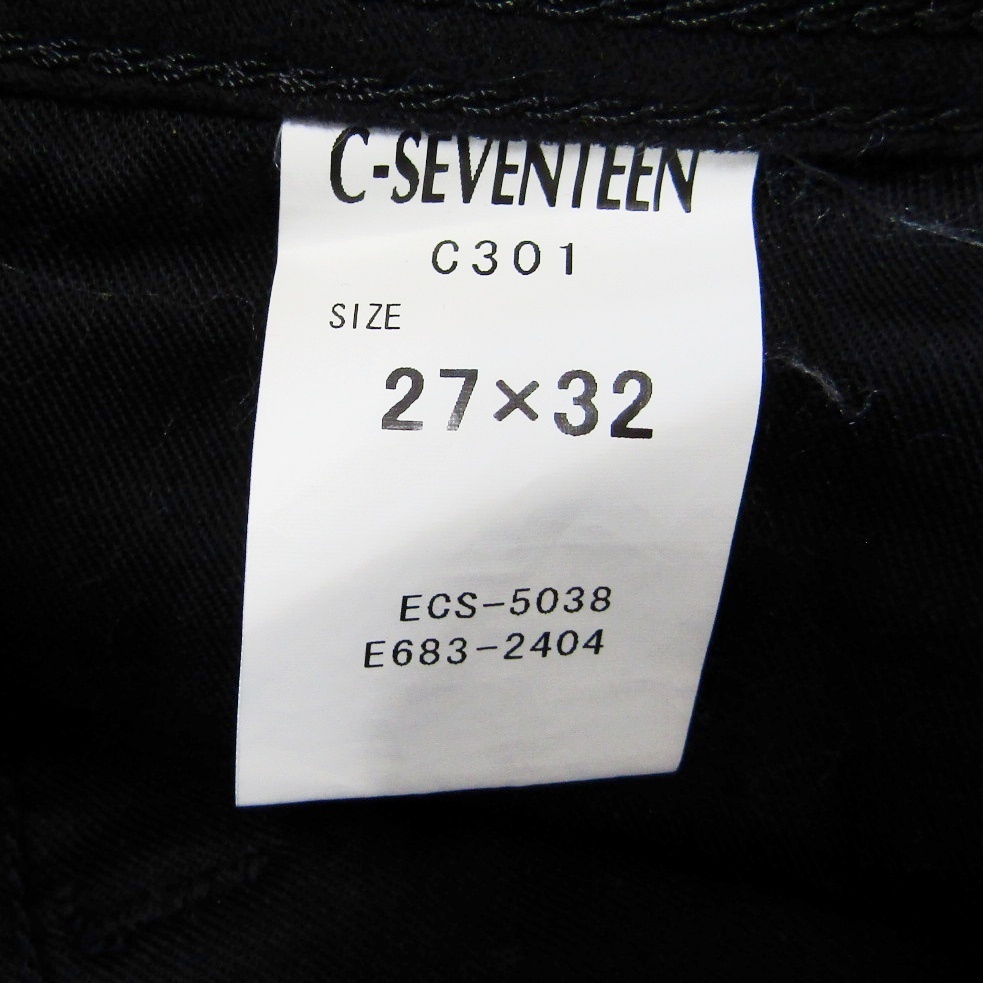 C-SEVENTEEN
C301
SIZE
27×32
ECS-5038
E683-2404